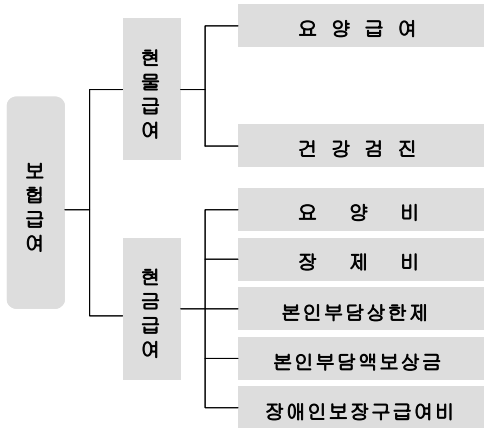 보험급여
현물급여
요 양 급 여
건 강 검 진
현금급여
요 양 비
장 제 비
본인부담상한제
본인부담액보상금
장애인보장구급여비